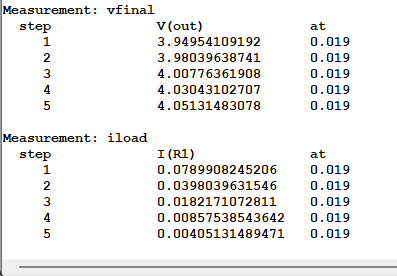 Measurement: vfinal
step V(out) at
1 3.94954109192 0.019
2 3.98039638741 0.019
3 4.00776361908 0.019
4 4.03043102707 0.019
5 4.05131483078 0.019
Measurement: iload
step I(R1) at
1 0.0789908245206 0.019
2 0.0398039631546 0.019
3 0.0182171072811 0.019
4 0.00857538543642 0.019
5 0.00405131489471 0.019